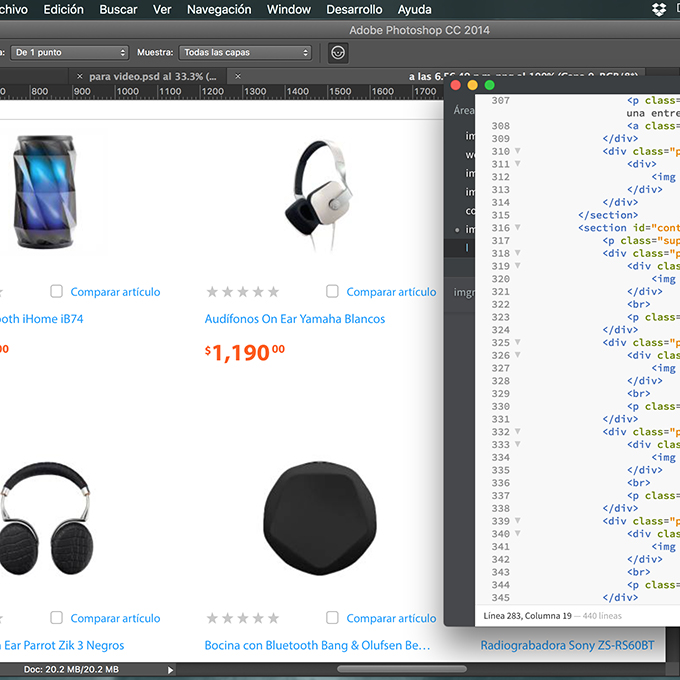 chivo Edición Buscar Ver Navegación Window Desarrollo Ayuda
Adobe Photoshop CC 2014
a: De 1 punto Muestra: Todas las capas
× para video.psd al 33.3% (... × a las 6.56.49 p.m..png al 100% (Capa 0, RGB/8*)
800 900 1000 1100 1200 1300 1400 1500 1600 1700
Comparar artículo
Comparar artículo
ooth iHome iB74
Audífonos On Ear Yamaha Blancos
00
$1,190 00
Comparar artículo
Comparar artículo
n Ear Parrot Zik 3 Negros
Bocina con Bluetooth Bang & Olufsen Be...
Radiograbadora Sony ZS-RS60BT
Doc: 20.2 MB/20.2 MB
Área
im
we
im
im
co
im
I
imgr
307 <p class=
una entre
308 <a class=
309 </div>
310 <div class="p
311 <div>
312 <img
313 </div>
314 </div>
315 </section>
316 <section id="cont
317 <p class="sup
318 <div class="p
319 <div clas
320 <img
321 </div>
322 <br>
323 <p class=
324 </div>
325 <div class="p
326 <div clas
327 <img
328 </div>
329 <br>
330 <p class=
331 </div>
332 <div class="p
333 <div clas
334 <img
335 </div>
336 <br>
337 <p class=
338 </div>
339 <div class="p
340 <div clas
341 <img
342 </div>
343 <br>
344 <p class=
345 </div>
Línea 283, Columna 19 — 440 líneas